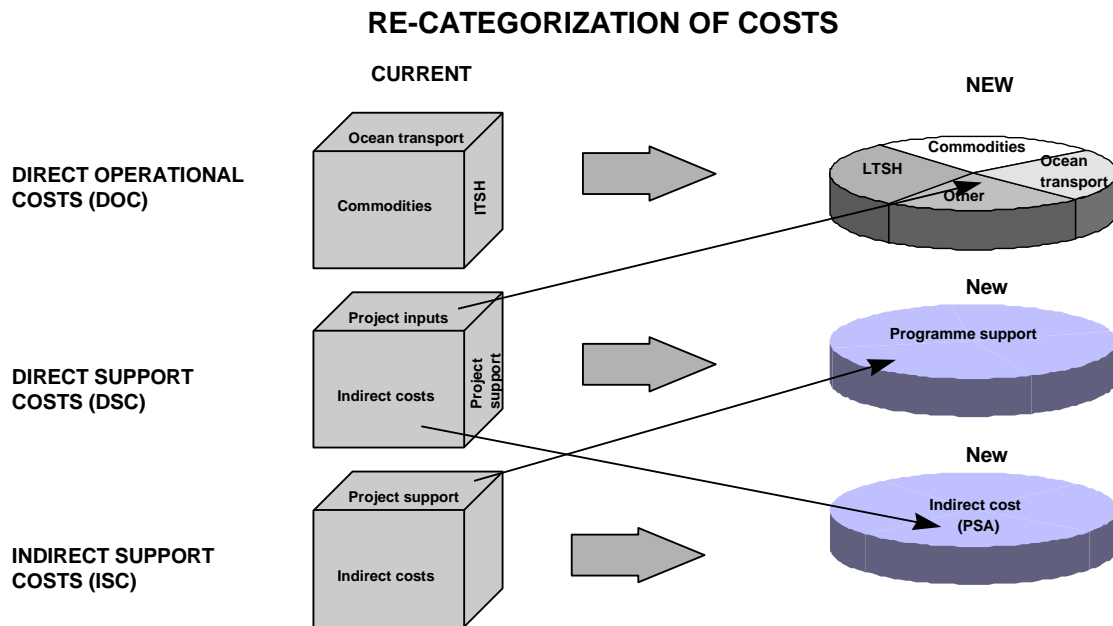 RE-CATEGORIZATION OF COSTS
CURRENT
NEW
DIRECT OPERATIONAL
COSTS (DOC)
Ocean transport
Commodities
ITSH
Commodities
LTSH
Ocean
transport
Other
DIRECT SUPPORT
COSTS (DSC)
Project inputs
Indirect costs
Project
support
New
Programme support
INDIRECT SUPPORT
COSTS (ISC)
Project support
Indirect costs
New
Indirect cost
(PSA)